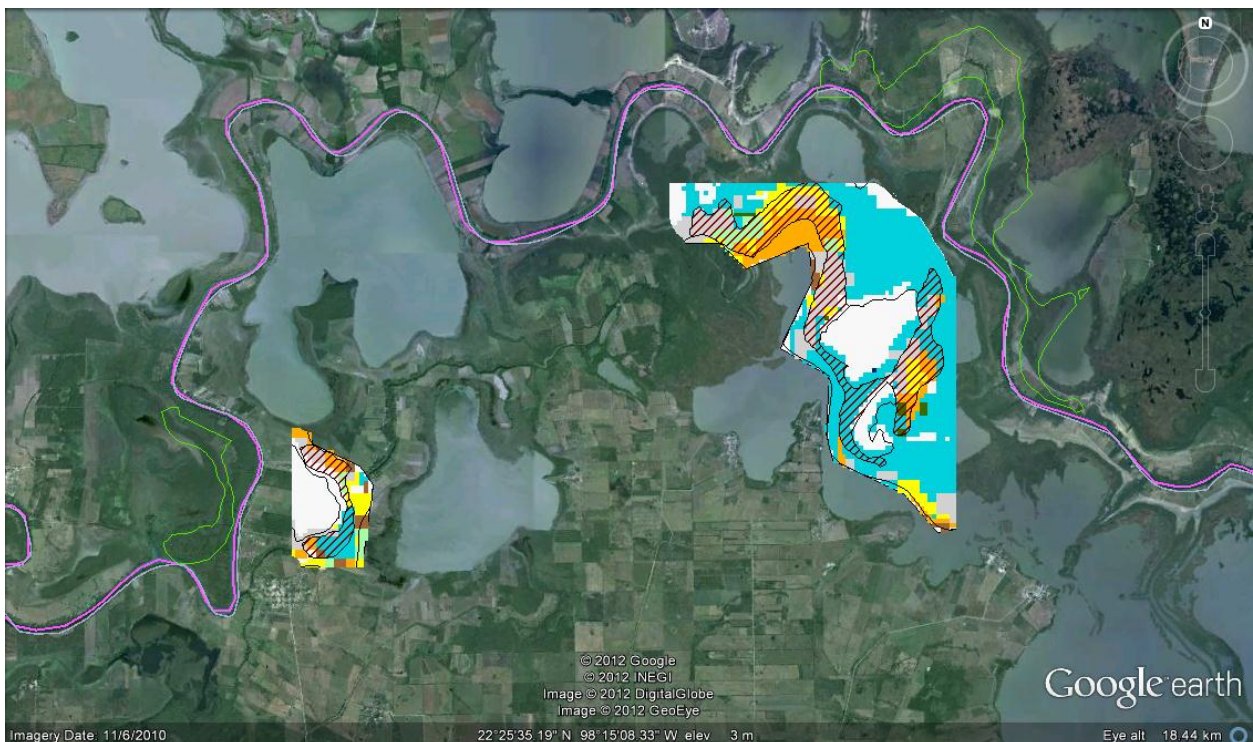 N
© 2012 Google
© 2012 INEGI
Image © 2012 DigitalGlobe
Image © 2012 GeoEye
Google earth
Imagery Date: 11/6/2010 22°25'35.19" N 98°15'08.33" W elev 3 m Eye alt 18.44 km